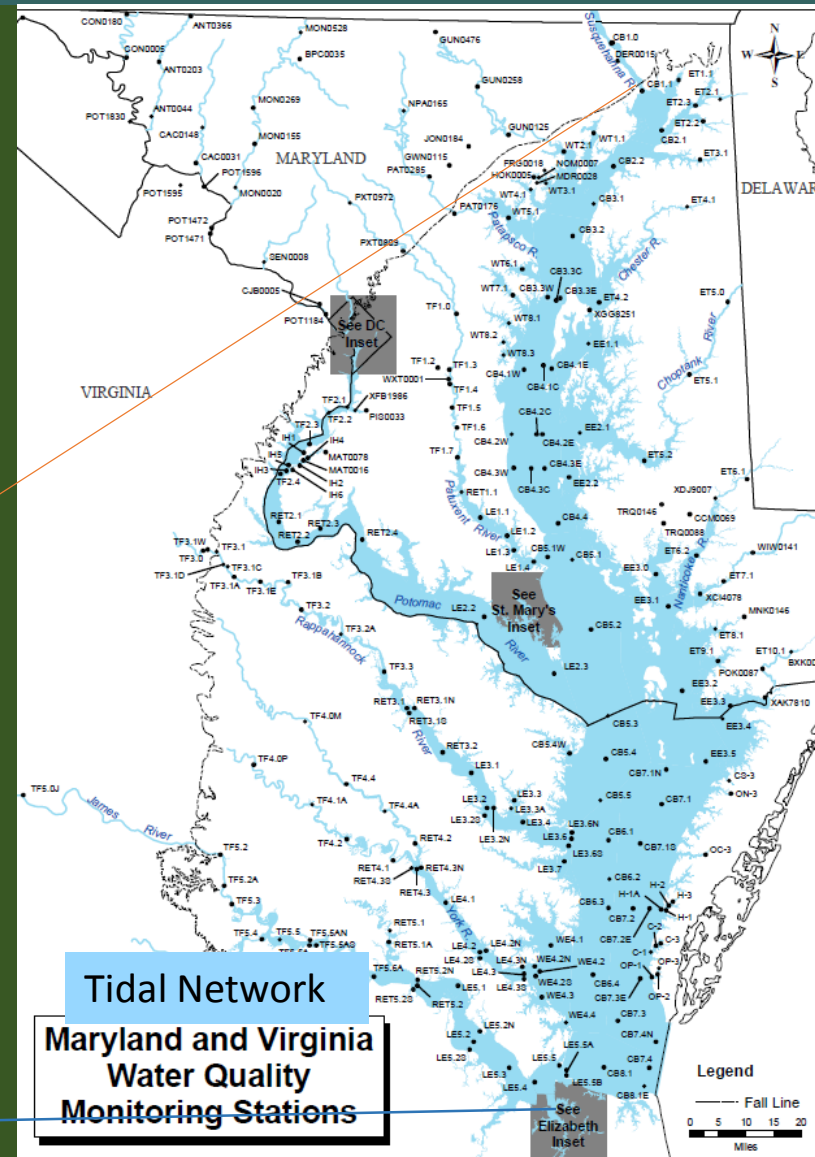 CON0180
ANT0366
MON0528
GUN0476
Susquehanna R.
CB1.0
DER0015
N
W
E
S
CON0005
ANT0203
BPC0035
GUN0258
CB1.1
ET1.1
ET2.1
ET2.3
ET2.2
POT1830
ANT0044
CAC0148
MON0269
NPA0165
MON0155
JON0184
GUN0125
WT2.1
WT1.1
CB2.1
CAC0031
MARYLAND
GWN0115
PAT0285
FRG0018
NOM0007
HOK0005
MDR0028
CB2.2
ET3.1
POT1595
POT1596
MON0020
PXT0972
PAT0176
WT4.1
WT3.1
WT5.1
CB3.1
ET4.1
DELAWAR
POT1472
POT1471
Patapsco R.
CB3.2
Chester R.
SEN0008
PXT0809
WT6.1
CB3.3C
CB3.3W
CB3.3E
WT7.1
ET4.2
XGG8251
ET5.0
CJB0005
POT1184
See DC
Inset
TF1.0
WT8.1
WT8.2
WT8.3
EE1.1
Choptank
River
VIRGINIA
TF1.2
TF1.3
WXT0001
TF1.4
CB4.1W
CB4.1E
CB4.1C
ET5.1
TF2.1
XFB1986
TF2.2
PIS0033
TF1.5
TF1.6
CB4.2C
CB4.2W
CB4.2E
EE2.1
TF2.3
IH1
IH4
IH5
MAT0078
MAT0016
IH3
TF2.4
IH2
IH6
TF1.7
CB4.3W
CB4.3E
CB4.3C
EE2.2
ET5.2
RET1.1
Patuxent
River
ET6.1
XDJ9007
TRQ0146
CCM0069
TRQ0088
RET2.1
RET2.3
RET2.2
RET2.4
LE1.1
LE1.2
LE1.3
LE1.4
CB4.4
CB5.1W
CB5.1
ET6.2
WIW0141
TF3.1W
TF3.0
TF3.1
TF3.1D
TF3.1C
TF3.1A
TF3.1E
TF3.1B
EE3.0
Nanticoke R.
ET7.1
XCI4078
EE3.1
MNK0146
TF3.2
Potomac
River
LE2.2
See
St. Mary's
Inset
CB5.2
TF3.2A
ET8.1
ET9.1
ET10.1
POK0087
BXK00
Rappahannock
River
TF3.3
LE2.3
EE3.2
XAK7810
EE3.3
EE3.4
RET3.1
RET3.1N
RET3.1S
TF4.0M
CB5.3
RET3.2
CB5.4W
CB5.4
EE3.5
TF4.0P
LE3.1
CB7.1N
CS-3
TF5.0J
TF4.4
ON-3
James
River
TF4.1A
TF4.4A
LE3.2
LE3.3
LE3.3A
LE3.2S
LE3.2N
LE3.4
CB5.5
CB7.1
TF4.2
RET4.2
LE3.6N
LE3.6
LE3.6S
LE3.7
CB6.1
CB7.1S
OC-3
TF5.2
RET4.1
RET4.3S
RET4.3N
RET4.3
TF5.2A
TF5.3
York R.
LE4.1
CB6.2
CB6.3
H-2
H-1A
H-3
H-1
CB7.2
CB7.2E
C-2
C-3
C-1
TF5.4
TF5.5
TF5.5AN
TF5.5AS
RET5.1
RET5.1A
LE4.2
LE4.2N
LE4.2S
LE4.3N
LE4.3
LE4.3S
WE4.1
WE4.2N
WE4.2
WE4.2S
WE4.3
OP-1
OP-3
OP-2
TF5.6A
RET5.2N
RET5.2S
RET5.2
LE5.1
CB6.4
CB7.3E
CB7.3
Tidal Network
WE4.4
CB7.4N
Maryland and Virginia
Water Quality
Monitoring Stations
LE5.2
LE5.2N
LE5.2S
LE5.3
LE5.4
LE5.5
LE5.5A
LE5.5B
CB8.1
CB7.4
CB8.1E
See
Elizabeth
Inset
Legend
Fall Line
0 5 10 15 20
Miles